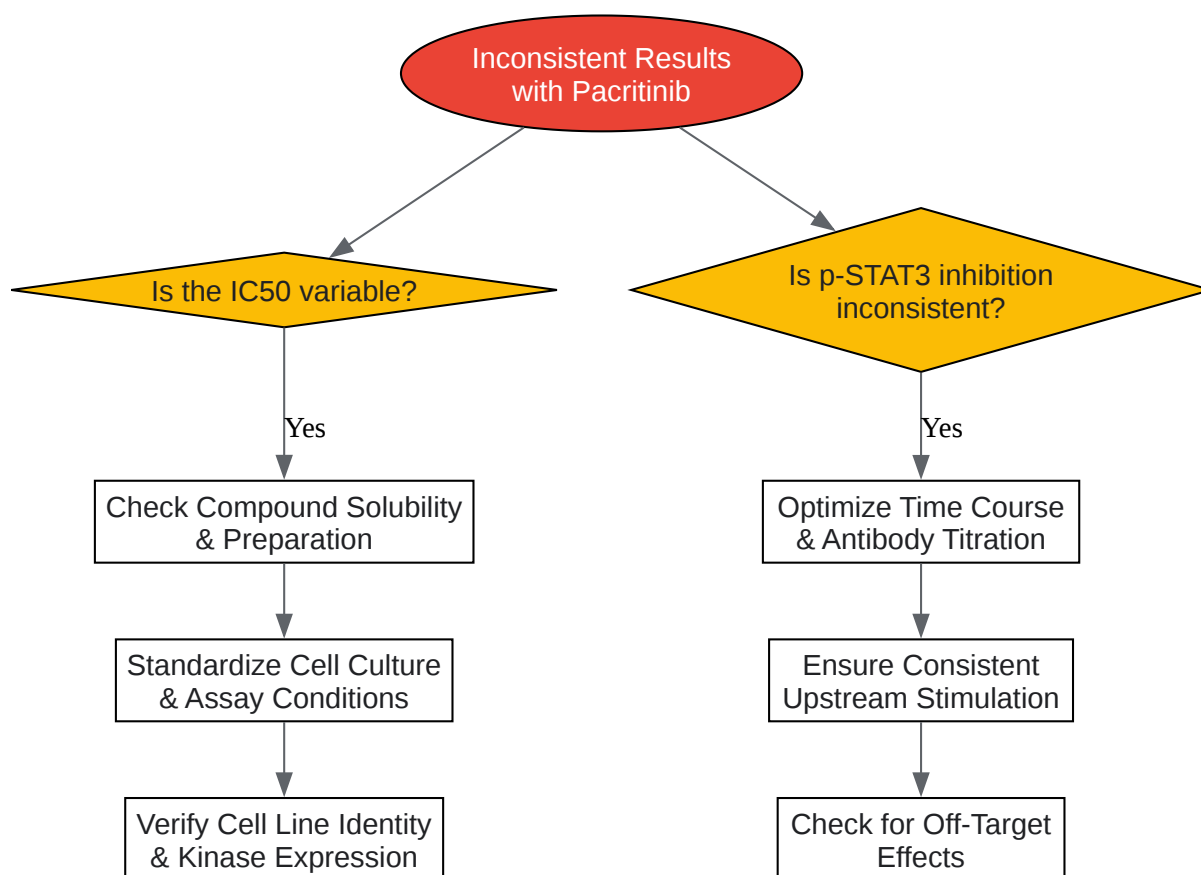 Inconsistent Results
with Pacritinib
Is the IC50 variable?
Is p-STAT3 inhibition
inconsistent?
Yes
Yes
Check Compound Solubility
& Preparation
Optimize Time Course
& Antibody Titration
Standardize Cell Culture
& Assay Conditions
Ensure Consistent
Upstream Stimulation
Verify Cell Line Identity
& Kinase Expression
Check for Off-Target
Effects